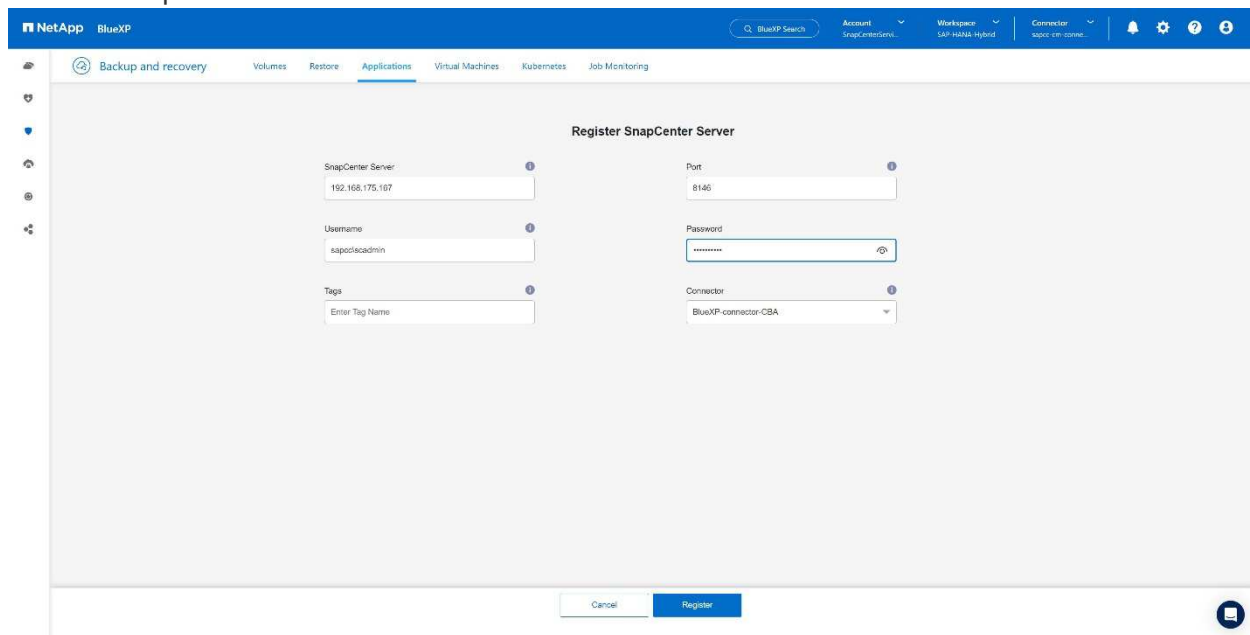 NetApp BlueXP BlueXP Search Account Workspace Connector
SnapCenterServi... SAP-HANA-Hybrid sapcc-cm-conne...
Backup and recovery Volumes Restore Applications Virtual Machines Kubernetes Job Monitoring
Register SnapCenter Server
SnapCenter Server Port
192.168.175.167 8146
Username Password
••••••••••
Tags Connector
Enter Tag Name BlueXP-connector-CBA
Cancel Register